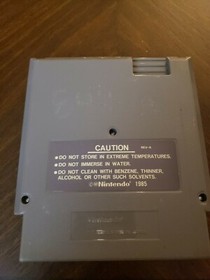 CAUTION
●DO NOT STORE IN EXTREME TEMPERATURES.
●DO NOT IMMERSE IN WATER.
●DO NOT CLEAN WITH BENZENE, THINNER,
ALCOHOL OR OTHER SUCH SOLVENTS.
Nintendo 1985